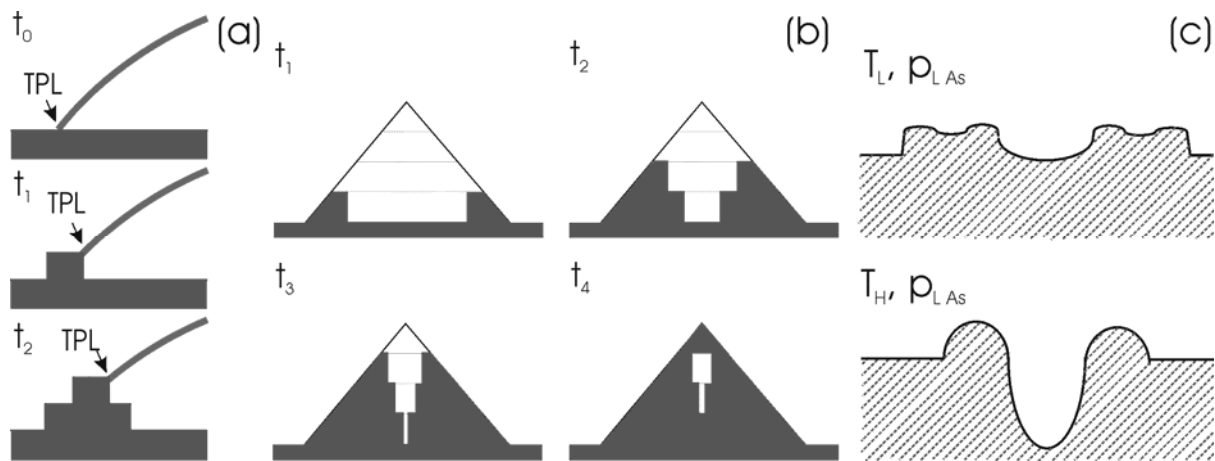 t₀
(a)
TPL
t₁
TPL
t₂
TPL
(b)
t₁
t₂
t₃
t₄
(c)
T_L, p_L As
T_H, p_L As